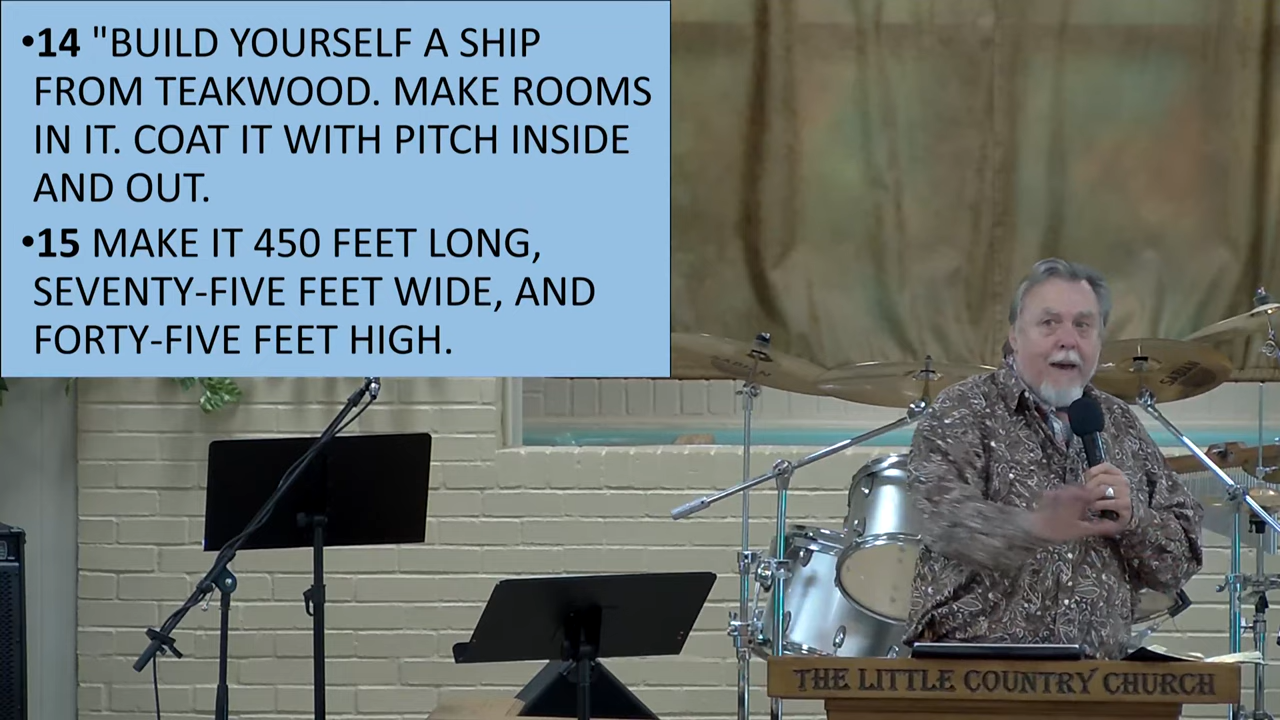 •14 "BUILD YOURSELF A SHIP
FROM TEAKWOOD. MAKE ROOMS
IN IT. COAT IT WITH PITCH INSIDE
AND OUT.
•15 MAKE IT 450 FEET LONG,
SEVENTY-FIVE FEET WIDE, AND
FORTY-FIVE FEET HIGH.
SABIAN
THE LITTLE COUNTRY CHURCH